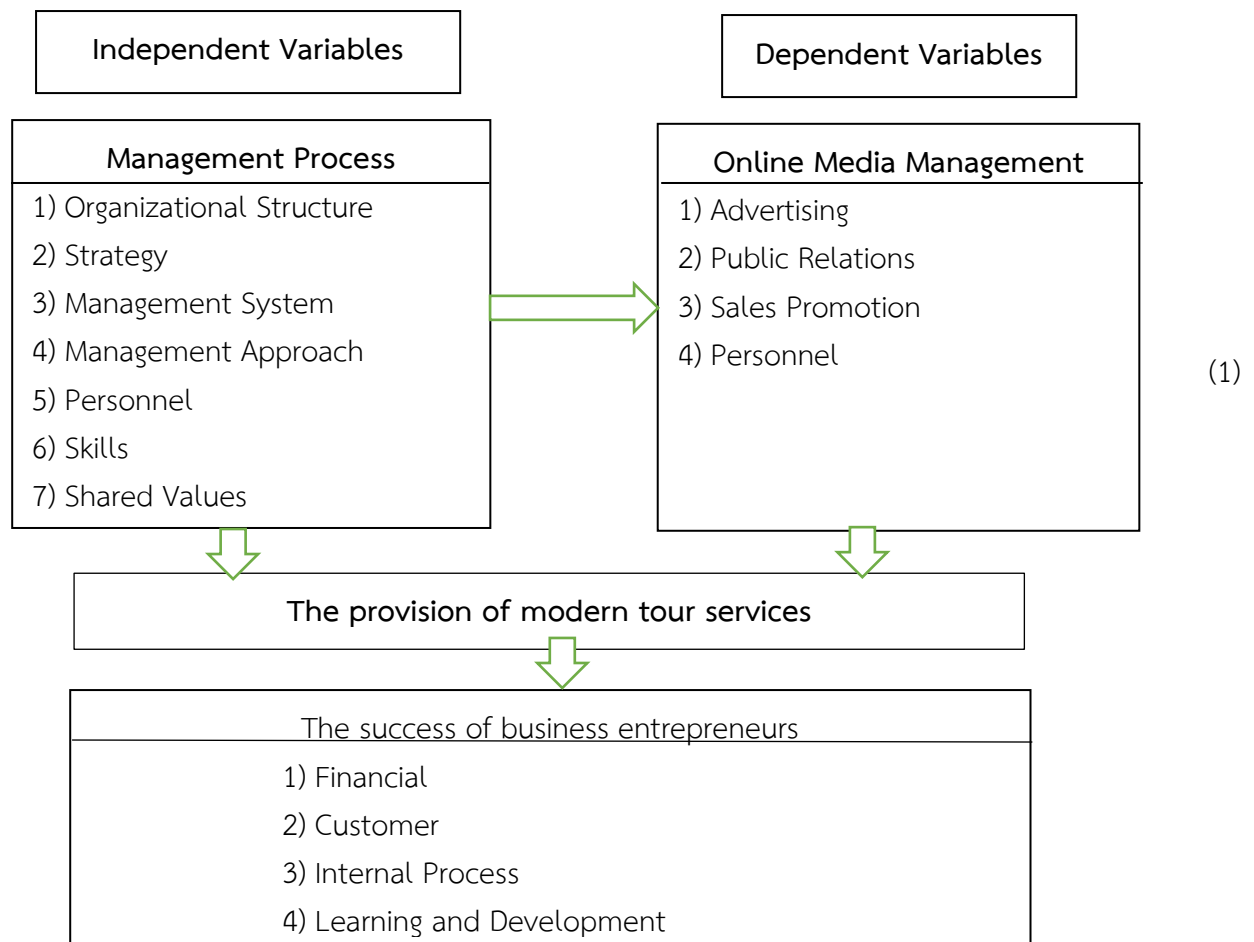 Independent Variables
Dependent Variables
Management Process
1) Organizational Structure
2) Strategy
3) Management System
4) Management Approach
5) Personnel
6) Skills
7) Shared Values
Online Media Management
1) Advertising
2) Public Relations
3) Sales Promotion
4) Personnel
(1)
The provision of modern tour services
The success of business entrepreneurs
1) Financial
2) Customer
3) Internal Process
4) Learning and Development